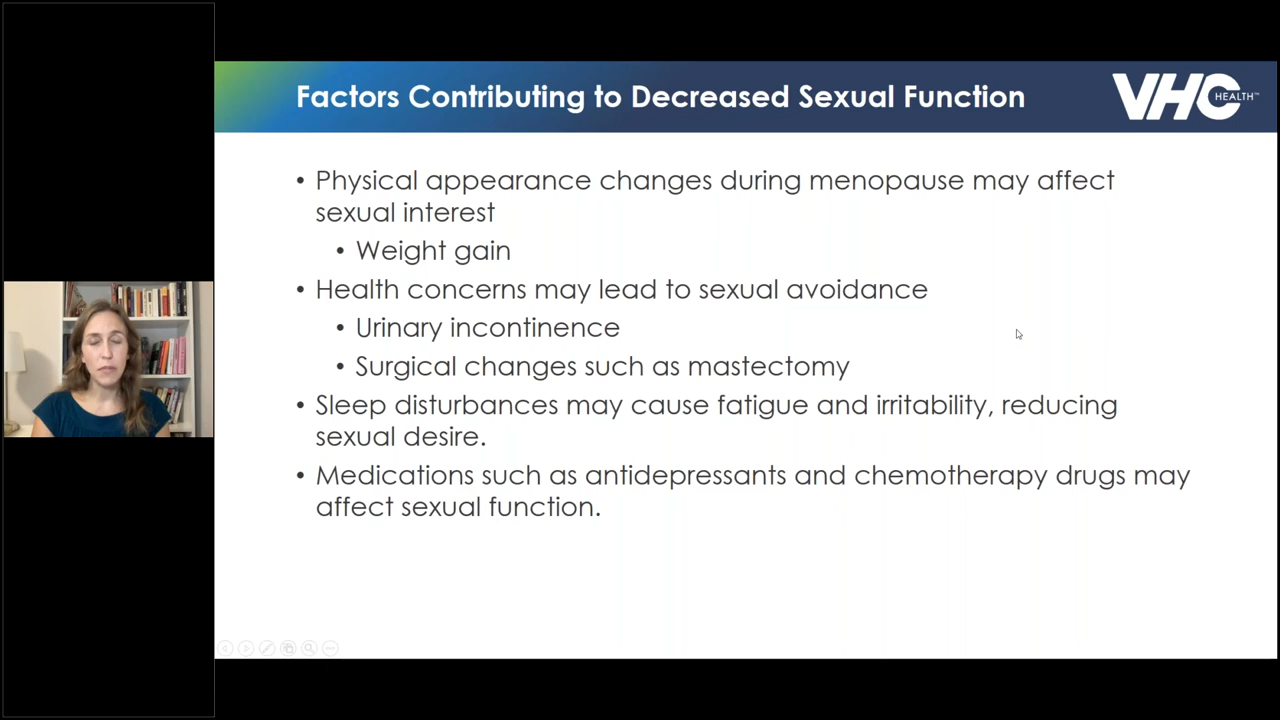 Factors Contributing to Decreased Sexual Function
VHC HEALTH™
• Physical appearance changes during menopause may affect
sexual interest
• Weight gain
• Health concerns may lead to sexual avoidance
• Urinary incontinence
• Surgical changes such as mastectomy
• Sleep disturbances may cause fatigue and irritability, reducing
sexual desire.
• Medications such as antidepressants and chemotherapy drugs may
affect sexual function.